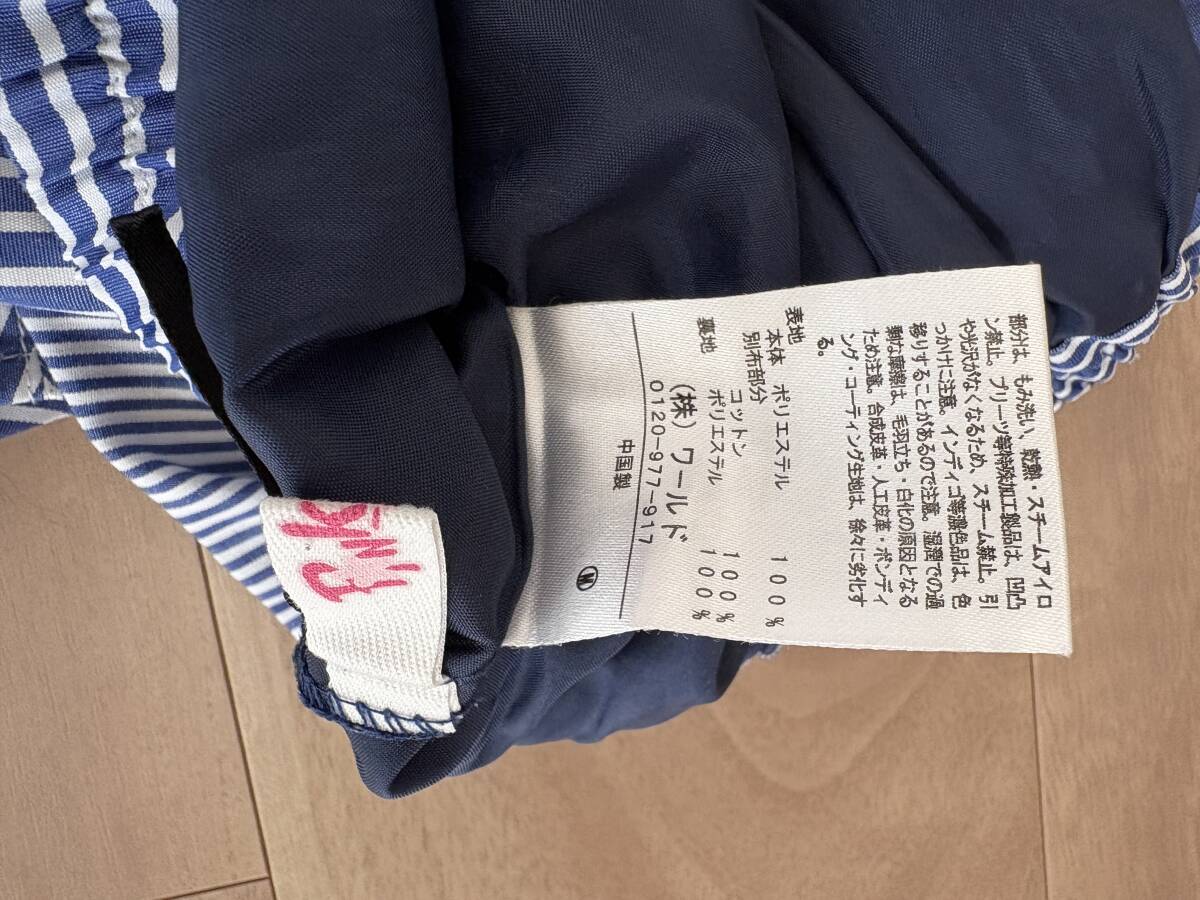 部分は、もみ洗い、乾熱・スチームアイロ
ン禁止。プリーツ等特殊加工製品は、凹凸
や光沢がなくなるため、スチーム禁止。引
っかけに注意。インディゴ等濃色品は、色
落ちすることがあるので注意。湿潤での過
剰な摩擦は、毛羽立ち・白化の原因となる
ため注意。合成皮革・人工皮革・ボンディ
ング・コーティング生地は、徐々に劣化す
る。
表地
本体 ポリエステル 100%
別布部分
コットン 100%
裏地 ポリエステル 100%
(株)ワールド
0120-977-917
中国製
M